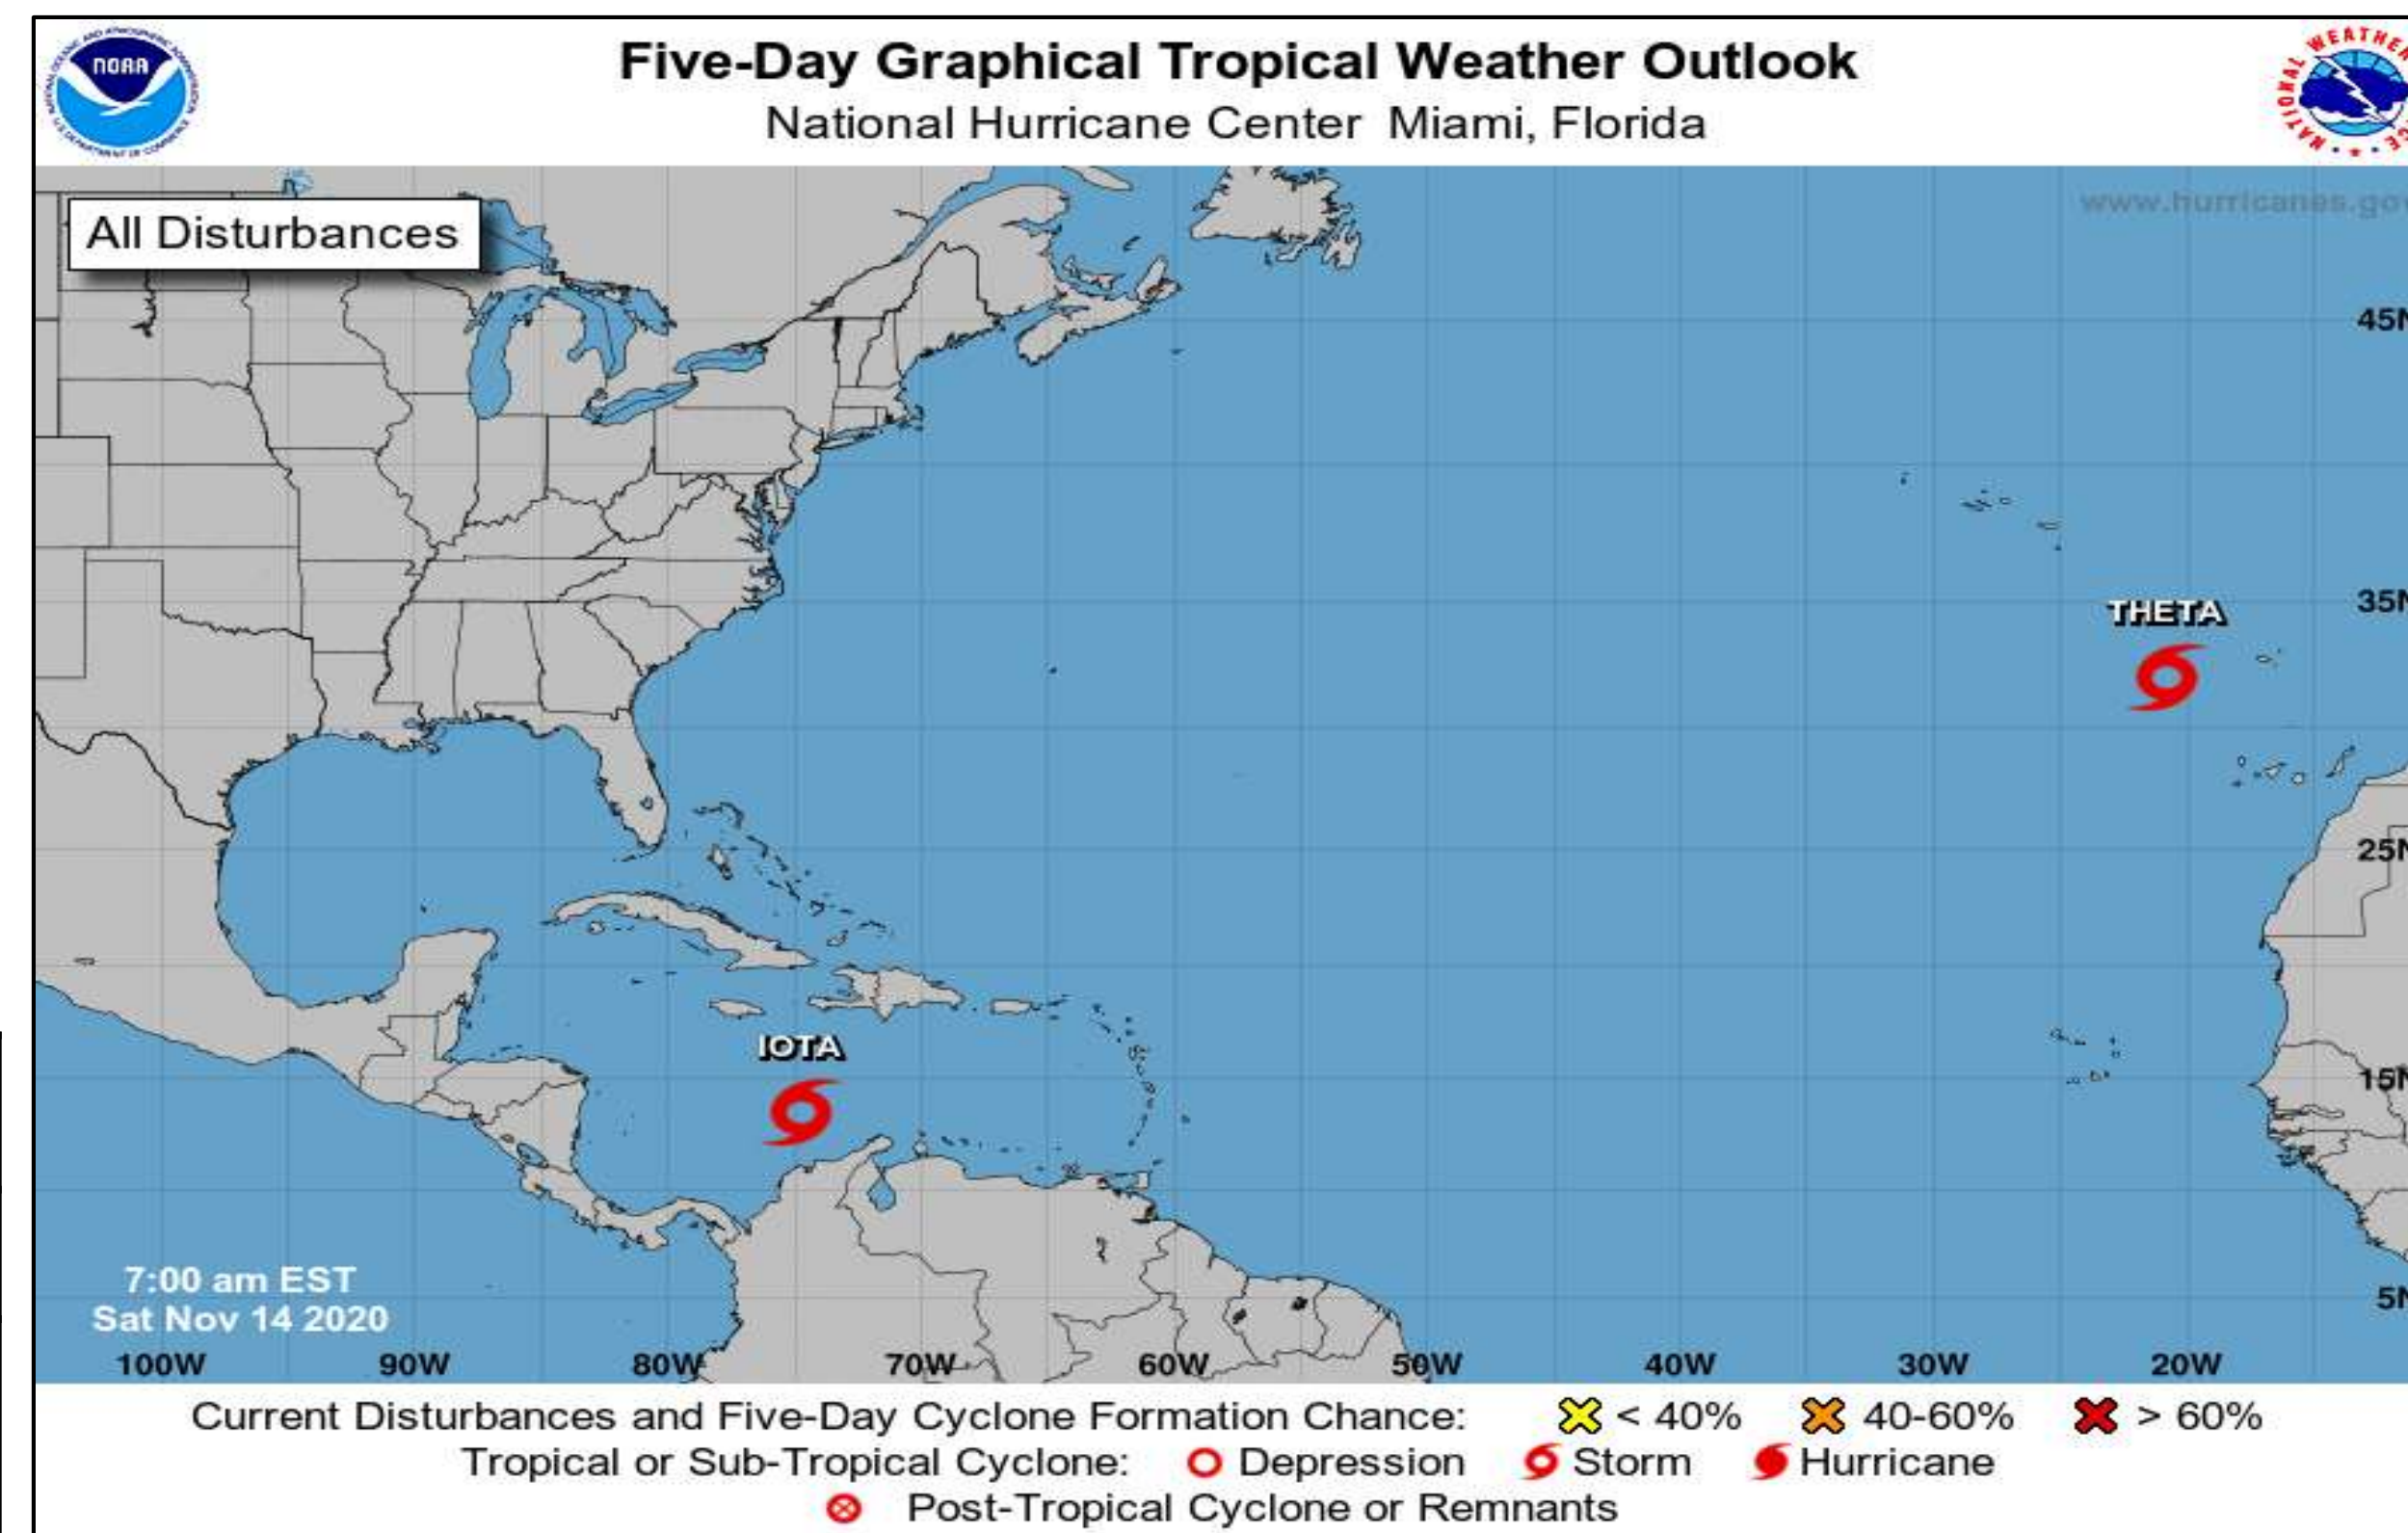 Five-Day Graphical Tropical Weather Outlook
National Hurricane Center Miami, Florida
NOAA
NATIONAL WEATHER
All Disturbances
www.hurricanes.gov
45N
35N
THETA
25N
IOTA
15N
7:00 am EST
Sat Nov 14 2020
5N
100W 90W 80W 70W 60W 50W 40W 30W 20W
Current Disturbances and Five-Day Cyclone Formation Chance: < 40% 40-60% > 60%
Tropical or Sub-Tropical Cyclone: Depression Storm Hurricane
Post-Tropical Cyclone or Remnants